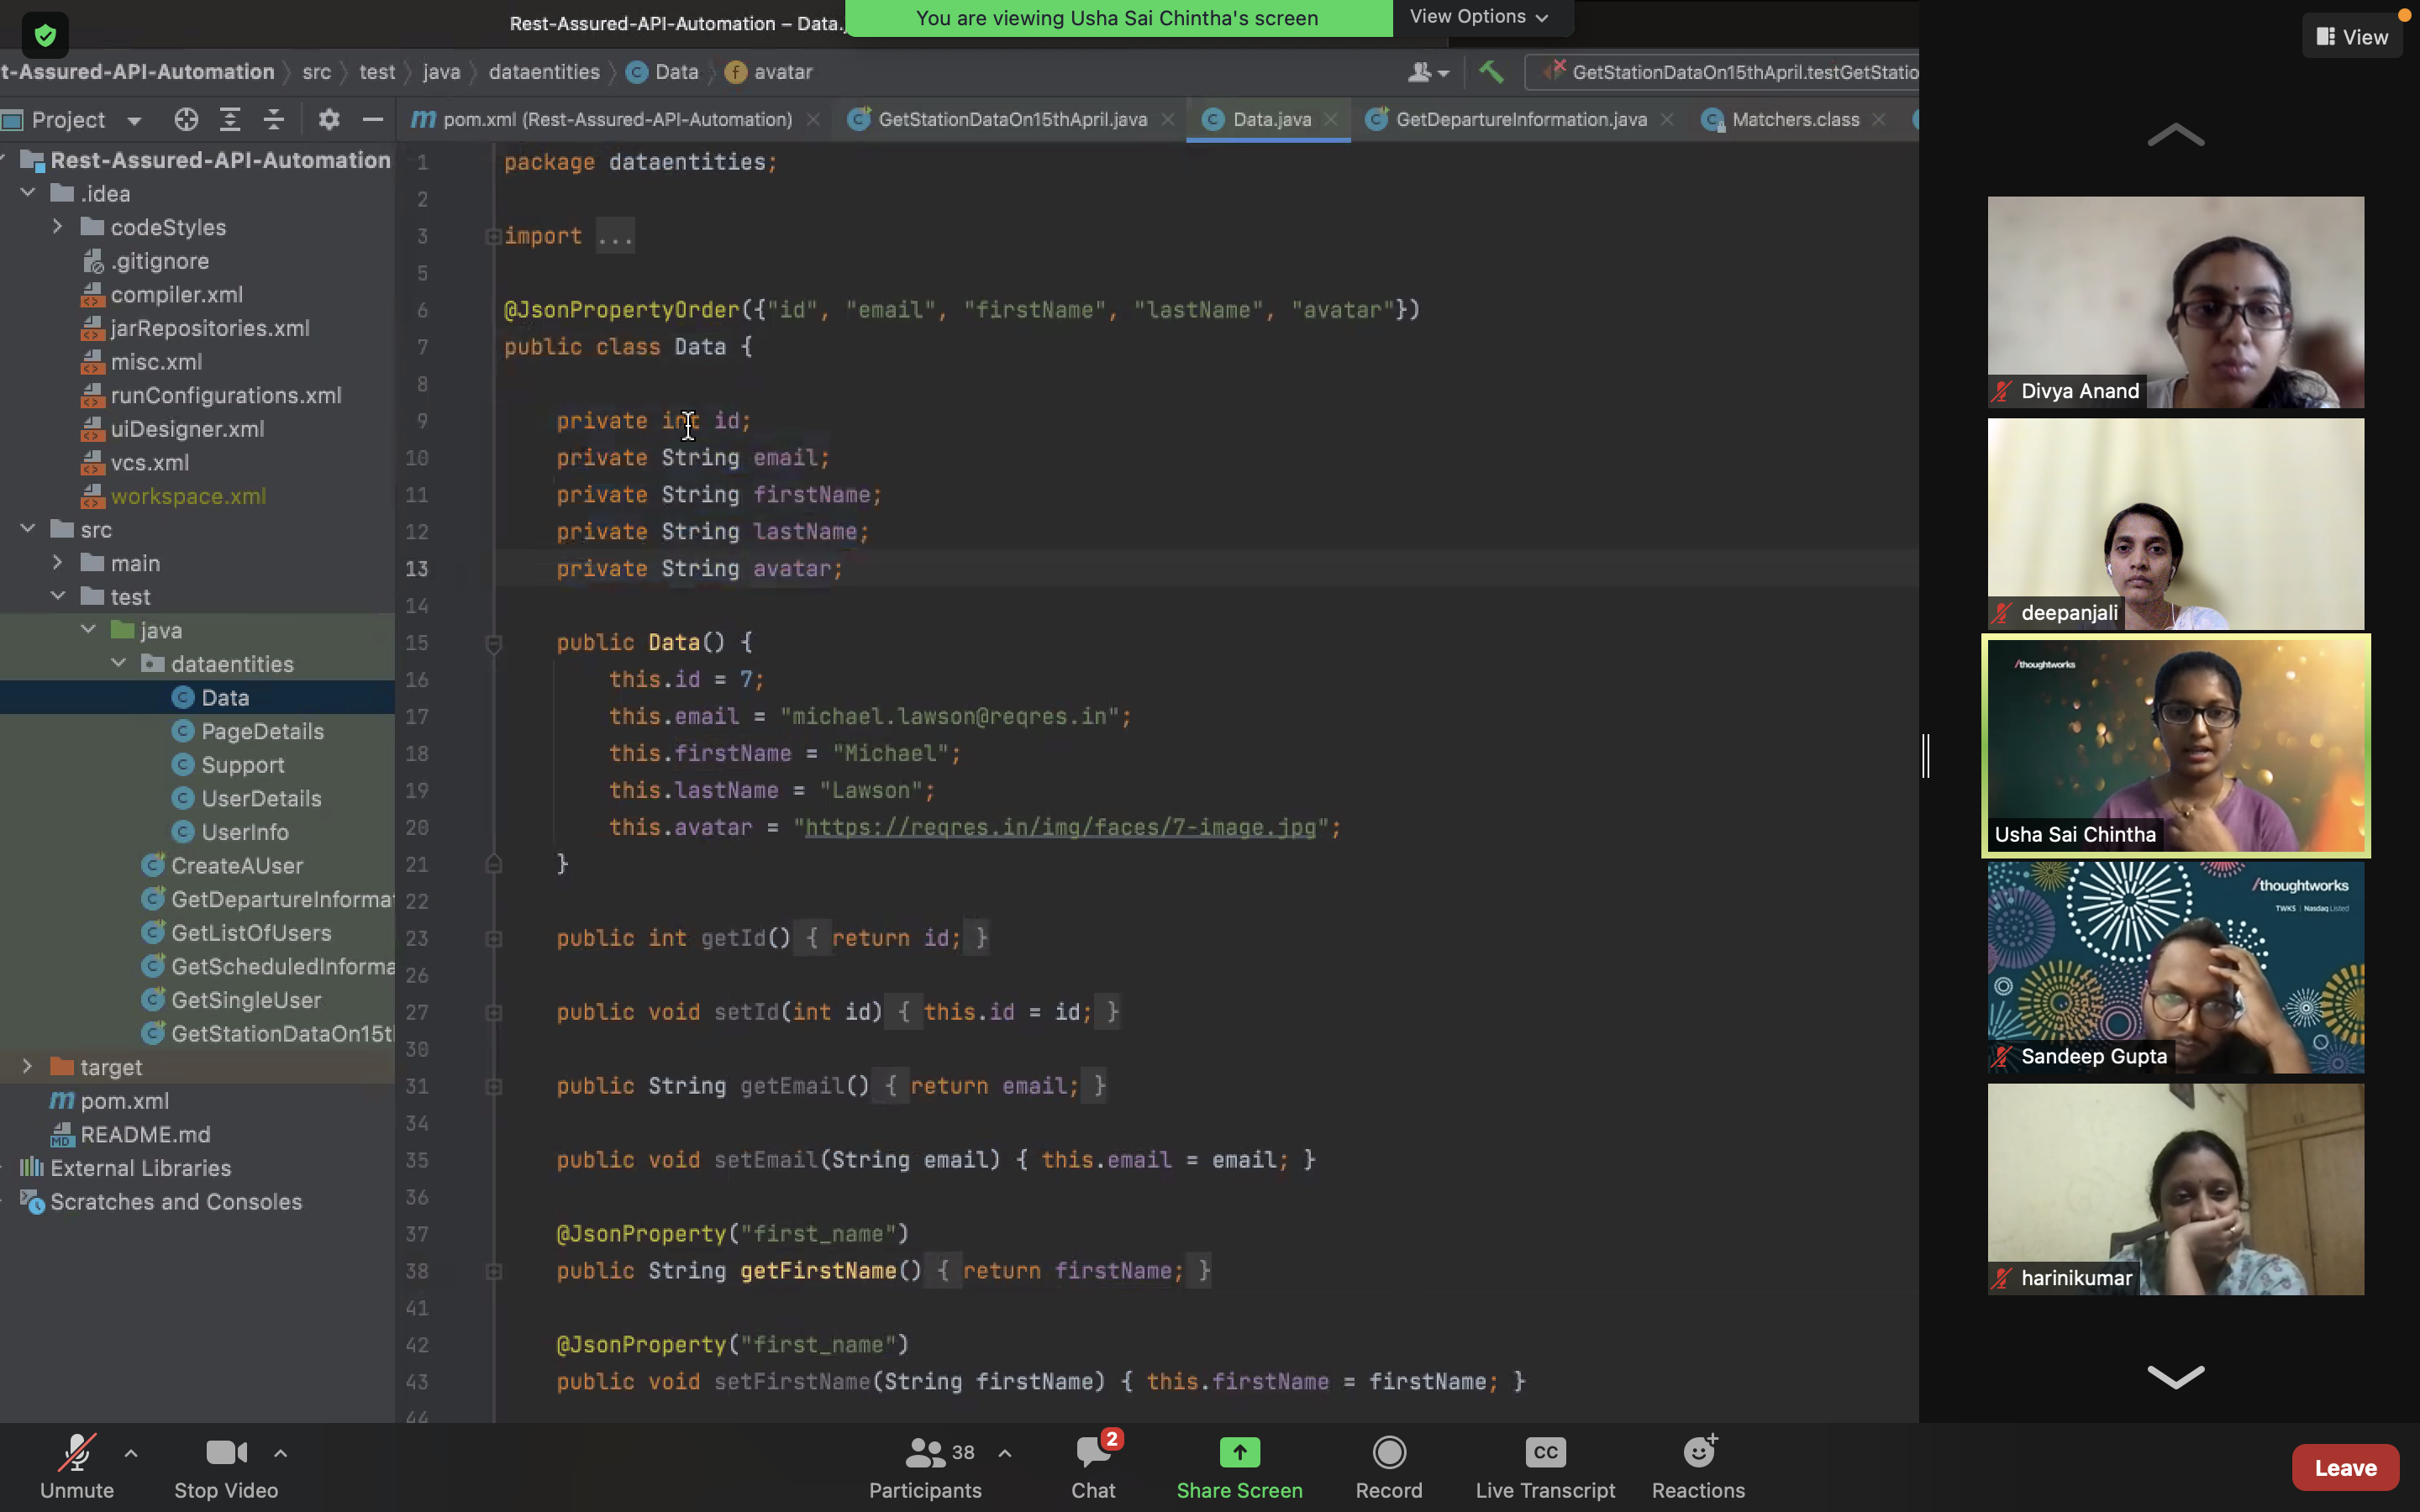 Rest-Assured-API-Automation – Data.
You are viewing Usha Sai Chintha's screen
View Options
View
t-Assured-API-Automation
src
test
java
dataentities
Data
avatar
GetStationDataOn15thApril.testGetStatio
Project
pom.xml (Rest-Assured-API-Automation)
GetStationDataOn15thApril.java
Data.java
GetDepartureInformation.java
Matchers.class
Rest-Assured-API-Automation
.idea
codeStyles
.gitignore
compiler.xml
jarRepositories.xml
misc.xml
runConfigurations.xml
uiDesigner.xml
vcs.xml
workspace.xml
src
main
test
java
dataentities
Data
PageDetails
Support
UserDetails
UserInfo
CreateAUser
GetDepartureInforma
GetListOfUsers
GetScheduledInforma
GetSingleUser
GetStationDataOn15t
target
pom.xml
README.md
External Libraries
Scratches and Consoles
1 package dataentities;
2
3 import ...
5
6 @JsonPropertyOrder({"id", "email", "firstName", "lastName", "avatar"})
7 public class Data {
8
9 private int id;
10 private String email;
11 private String firstName;
12 private String lastName;
13 private String avatar;
14
15 public Data() {
16 this.id = 7;
17 this.email = "michael.lawson@reqres.in";
18 this.firstName = "Michael";
19 this.lastName = "Lawson";
20 this.avatar = "https://reqres.in/img/faces/7-image.jpg";
21 }
22
23 public int getId() { return id; }
26
27 public void setId(int id) { this.id = id; }
30
31 public String getEmail() { return email; }
34
35 public void setEmail(String email) { this.email = email; }
36
37 @JsonProperty("first_name")
38 public String getFirstName() { return firstName; }
41
42 @JsonProperty("first_name")
43 public void setFirstName(String firstName) { this.firstName = firstName; }
44
Divya Anand
deepanjali
/thoughtworks
Usha Sai Chintha
/thoughtworks
TWKS | Nasdaq Listed
Sandeep Gupta
harinikumar
Unmute
Stop Video
38
Participants
2
Chat
Share Screen
Record
CC
Live Transcript
Reactions
Leave